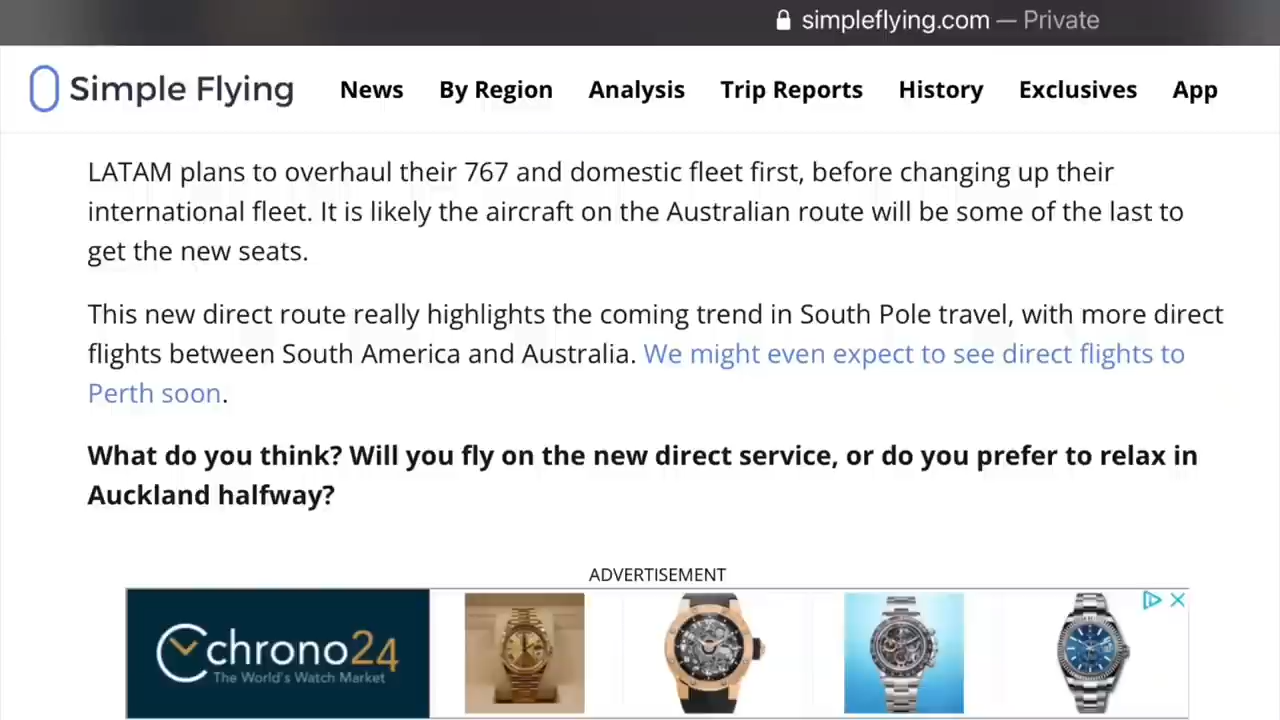 simpleflying.com — Private
Simple Flying News By Region Analysis Trip Reports History Exclusives App
LATAM plans to overhaul their 767 and domestic fleet first, before changing up their
international fleet. It is likely the aircraft on the Australian route will be some of the last to
get the new seats.
This new direct route really highlights the coming trend in South Pole travel, with more direct
flights between South America and Australia. We might even expect to see direct flights to
Perth soon.
What do you think? Will you fly on the new direct service, or do you prefer to relax in
Auckland halfway?
ADVERTISEMENT
chrono24
The World's Watch Market